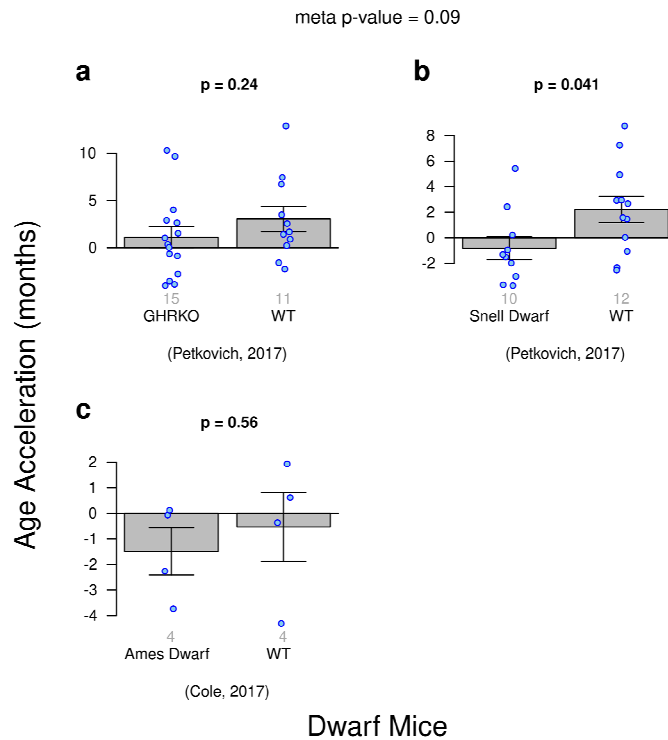 meta p-value = 0.09
a
p = 0.24
10
5
0
15
11
GHRKO
WT
(Petkovich, 2017)
b
p = 0.041
8
6
4
2
0
-2
10
12
Snell Dwarf
WT
(Petkovich, 2017)
c
p = 0.56
2
1
0
-1
-2
-3
-4
4
4
Ames Dwarf
WT
(Cole, 2017)
Age Acceleration (months)
Dwarf Mice